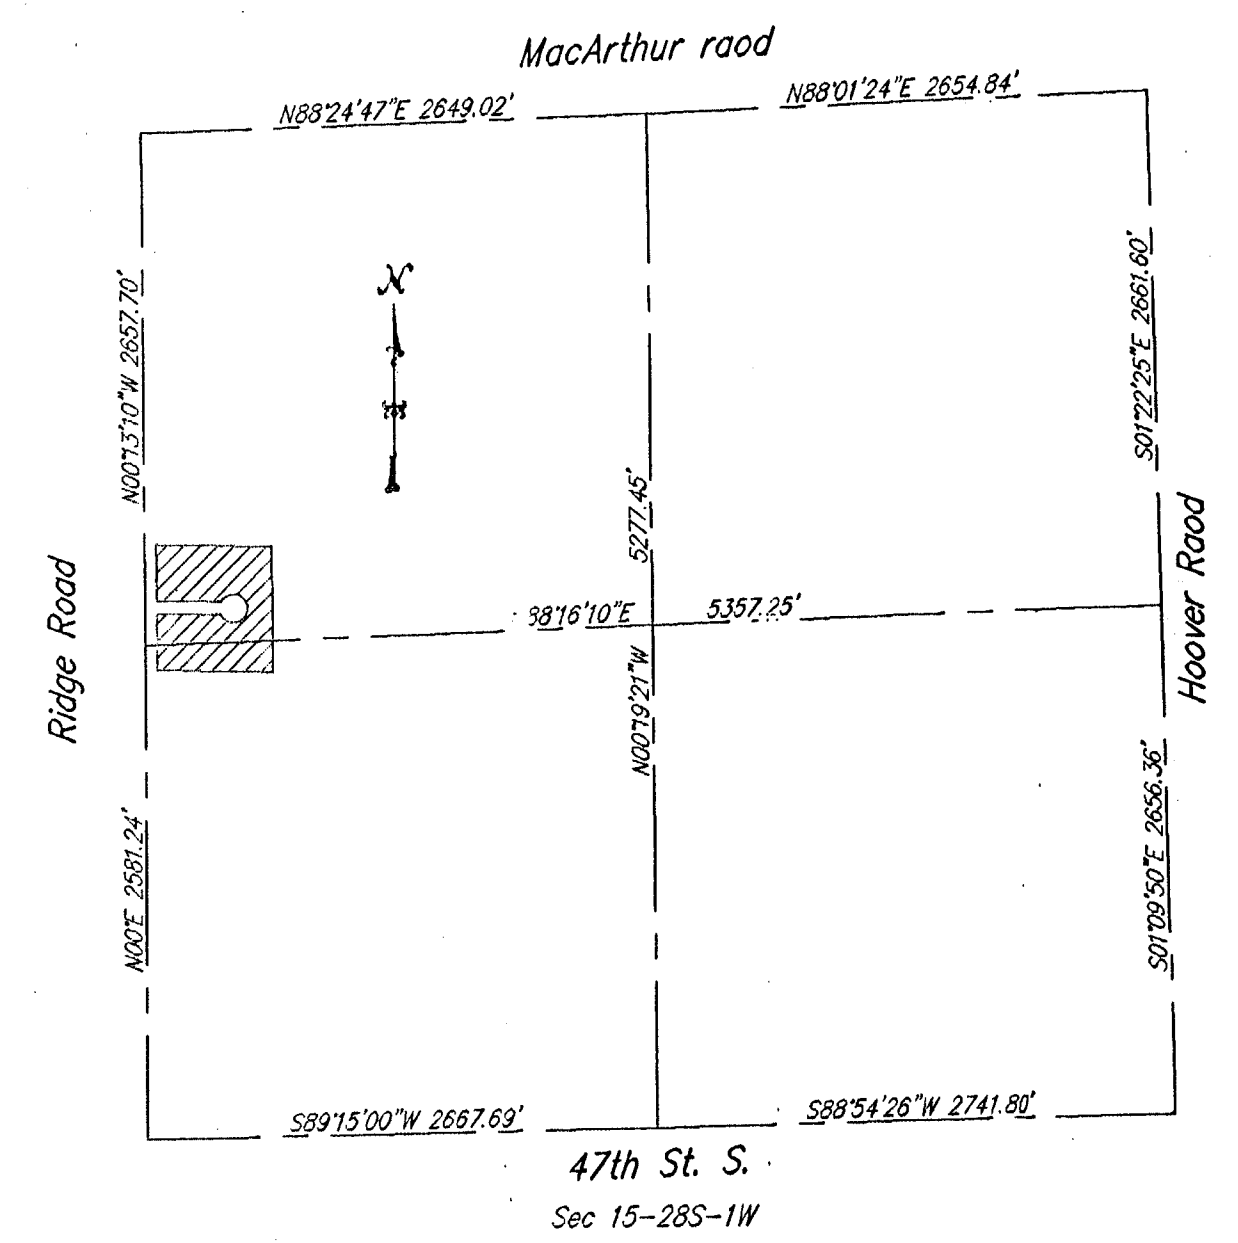 MacArthur raod
N88°24'47"E 2649.02'
N88°01'24"E 2654.84'
N
N00°13'10"W 2657.70'
S01°22'25"E 2661.60'
5277.45'
Ridge Road
88°16'10"E 5357.25'
Hoover Raod
N00°19'21"W
N00°E 2581.24'
S01°09'50"E 2656.36'
S89°15'00"W 2667.69'
S88°54'26"W 2741.80'
47th St. S.
Sec 15-28S-1W